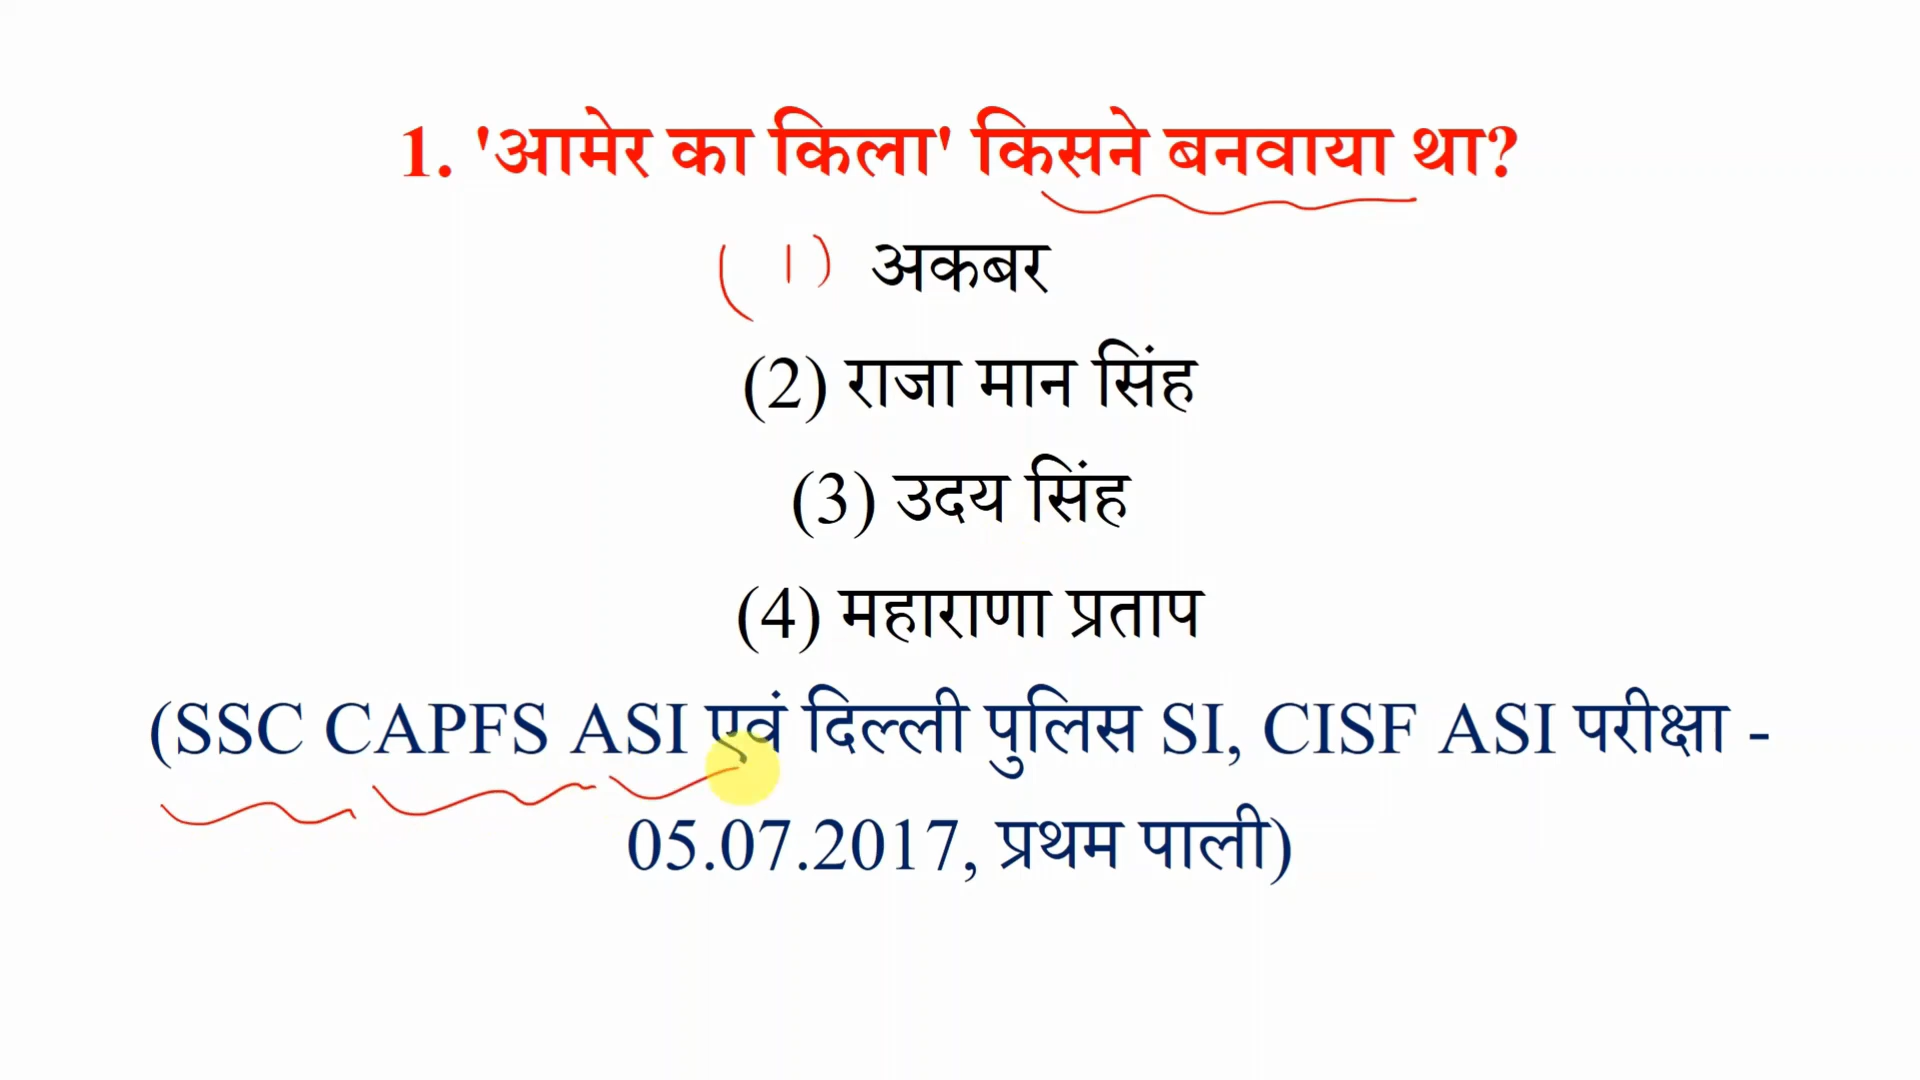 1. 'आमेर का किला' किसने बनवाया था?
(1) अकबर
(2) राजा मान सिंह
(3) उदय सिंह
(4) महाराणा प्रताप
(SSC CAPFS ASI एवं दिल्ली पुलिस SI, CISF ASI परीक्षा -
05.07.2017, प्रथम पाली)